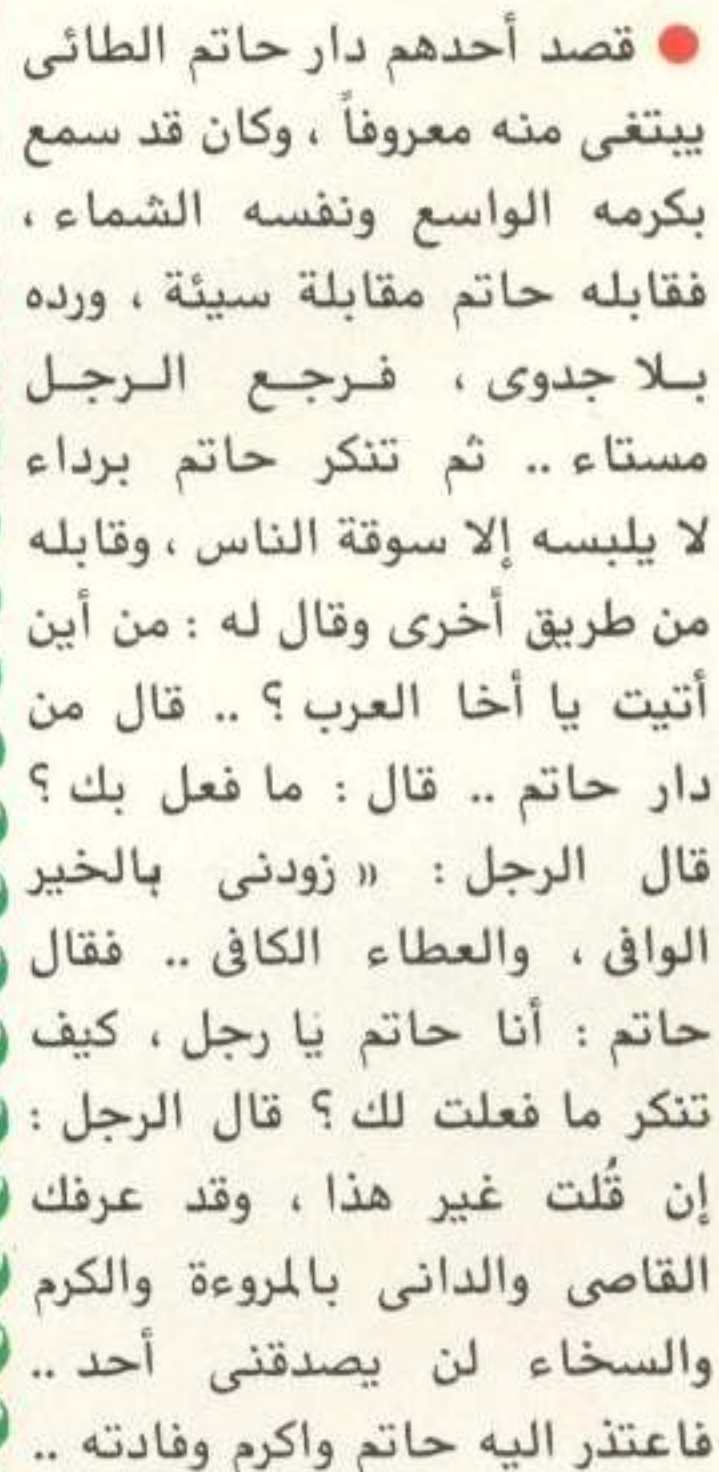 ● قصد أحدهم دار حاتم الطائى
يبتغى منه معروفاً ، وكان قد سمع
بكرمه الواسع ونفسه الشماء ،
فقابله حاتم مقابلة سيئة ، ورده
بـلا جدوى ، فـرجـع الـرجـل
مستاء .. ثم تنكر حاتم برداء
لا يلبسه إلا سوقة الناس ، وقابله
من طريق أخرى وقال له : من أين
أتيت يا أخا العرب ؟ .. قال من
دار حاتم .. قال : ما فعل بك ؟
قال الرجل : « زودنى بالخير
الوافى ، والعطاء الكافى .. فقال
حاتم : أنا حاتم يا رجل ، كيف
تنكر ما فعلت لك ؟ قال الرجل :
إن قُلت غير هذا ، وقد عرفك
القاصى والدانى بالمروءة والكرم
والسخاء لن يصدقنى أحد ..
فاعتذر اليه حاتم واكرم وفادته ..